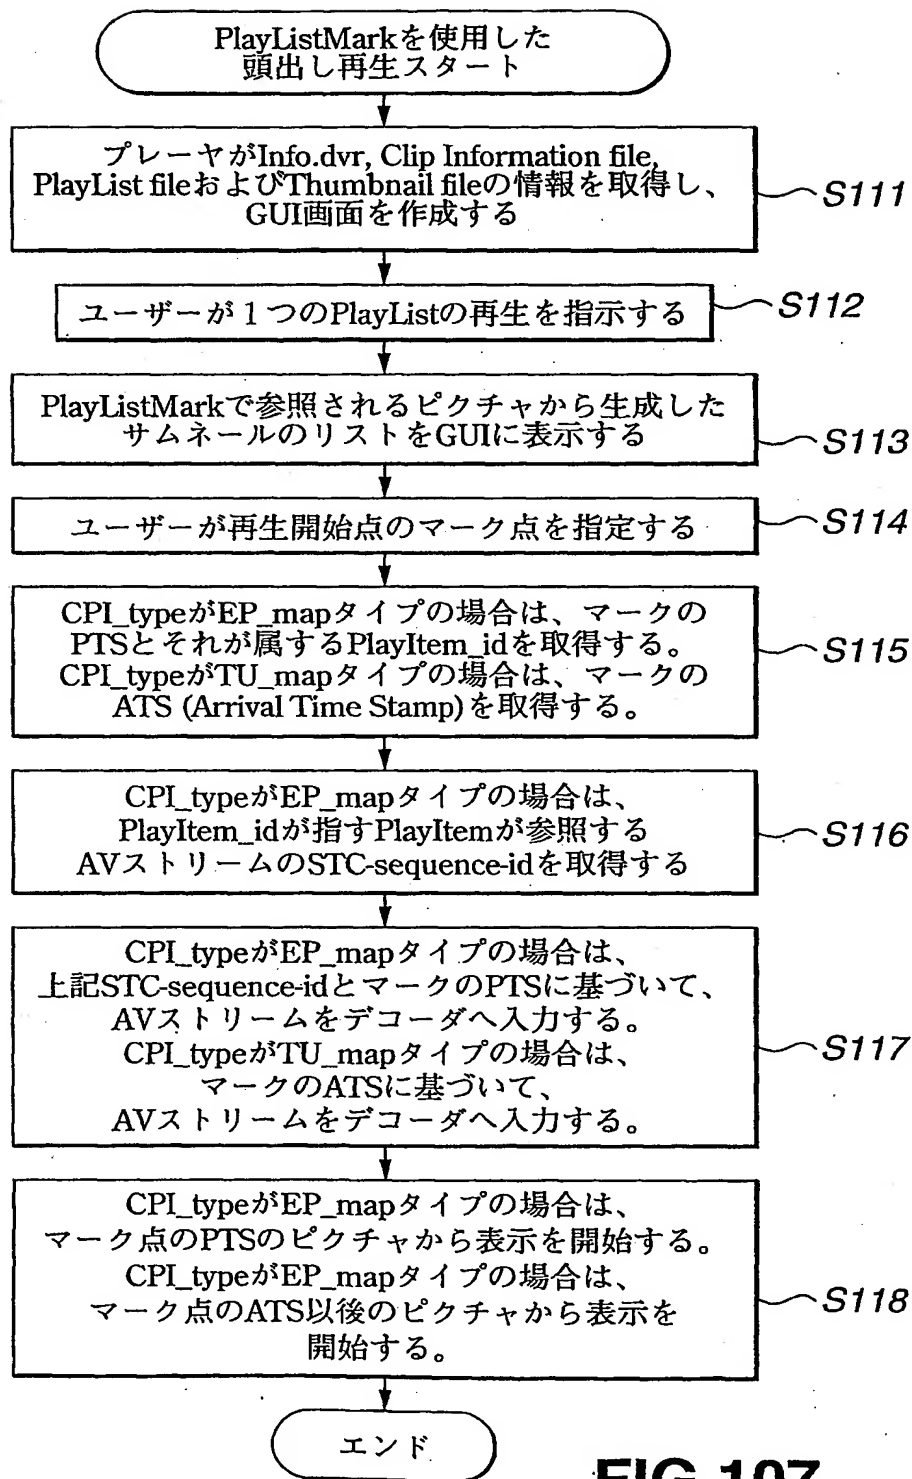 PlayListMarkを使用した
頭出し再生スタート
プレーヤがInfo.dvr, Clip Information file,
PlayList fileおよびThumbnail fileの情報を取得し、
GUI画面を作成する
S111
ユーザーが1つのPlayListの再生を指示する
S112
PlayListMarkで参照されるピクチャから生成した
サムネールのリストをGUIに表示する
S113
ユーザーが再生開始点のマーク点を指定する
S114
CPI_typeがEP_mapタイプの場合は、マークの
PTSとそれが属するPlayItem_idを取得する。
CPI_typeがTU_mapタイプの場合は、マークの
ATS (Arrival Time Stamp)を取得する。
S115
CPI_typeがEP_mapタイプの場合は、
PlayItem_idが指すPlayItemが参照する
AVストリームのSTC-sequence-idを取得する
S116
CPI_typeがEP_mapタイプの場合は、
上記STC-sequence-idとマークのPTSに基づいて、
AVストリームをデコーダへ入力する。
CPI_typeがTU_mapタイプの場合は、
マークのATSに基づいて、
AVストリームをデコーダへ入力する。
S117
CPI_typeがEP_mapタイプの場合は、
マーク点のPTSのピクチャから表示を開始する。
CPI_typeがEP_mapタイプの場合は、
マーク点のATS以後のピクチャから表示を
開始する。
S118
エンド
FIG.107